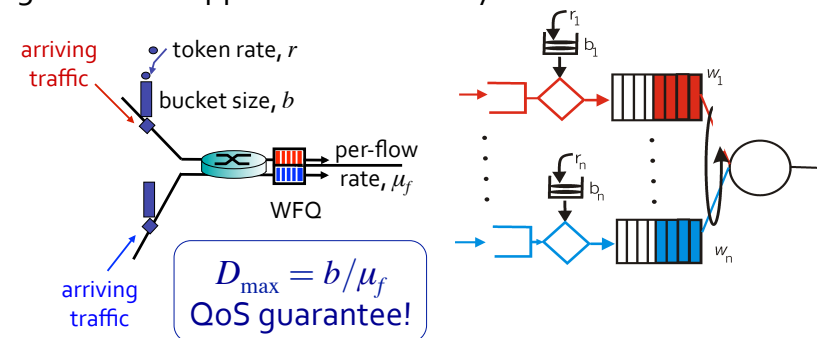 arriving
traffic
token rate, r
bucket size, b
per-flow
rate, μf
WFQ
Dmax = b/μf
QoS guarantee!
arriving
traffic
r1
b1
w1
rn
bn
wn